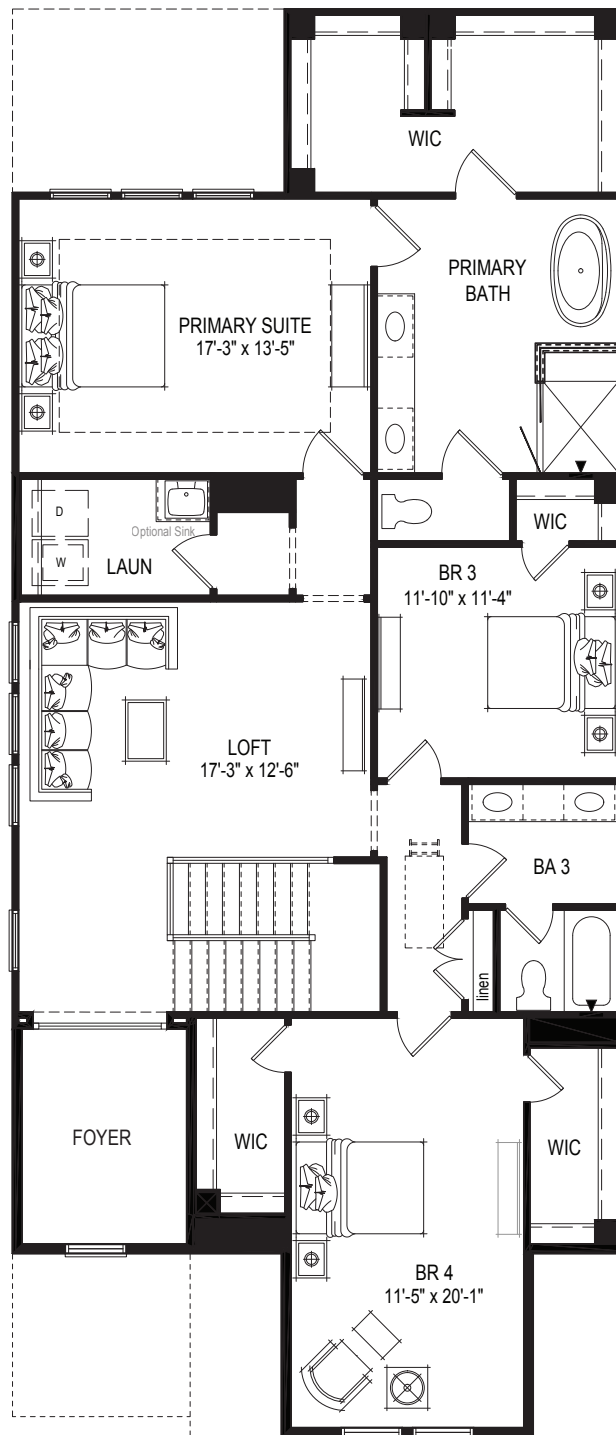 WIC
PRIMARY
BATH
PRIMARY SUITE
17'-3" x 13'-5"
D
Optional Sink
W
LAUN
WIC
BR 3
11'-10" x 11'-4"
LOFT
17'-3" x 12'-6"
BA 3
linen
FOYER
WIC
WIC
BR 4
11'-5" x 20'-1"